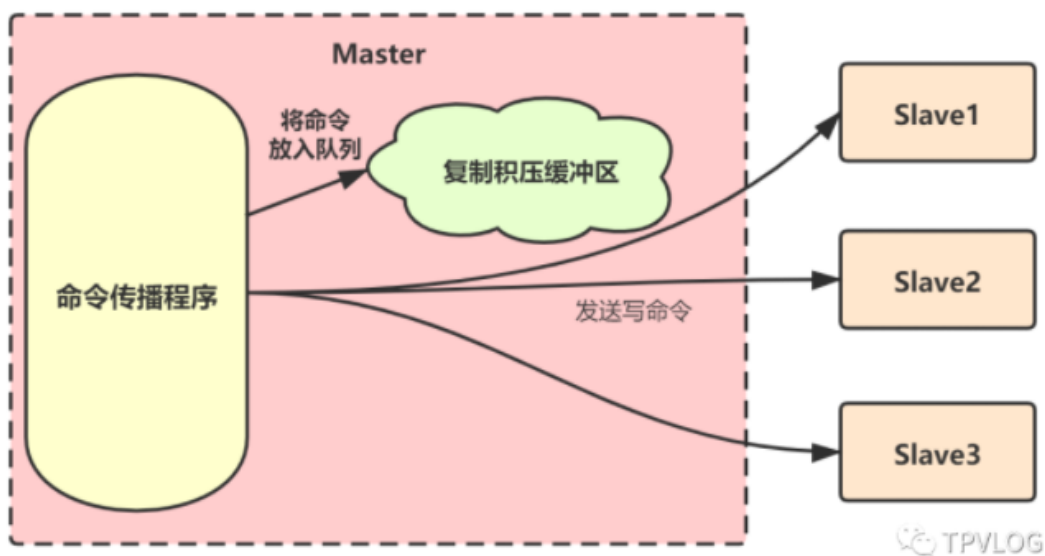 Master
将命令
放入队列
复制积压缓冲区
命令传播程序
发送写命令
Slave1
Slave2
Slave3
TPVLOG